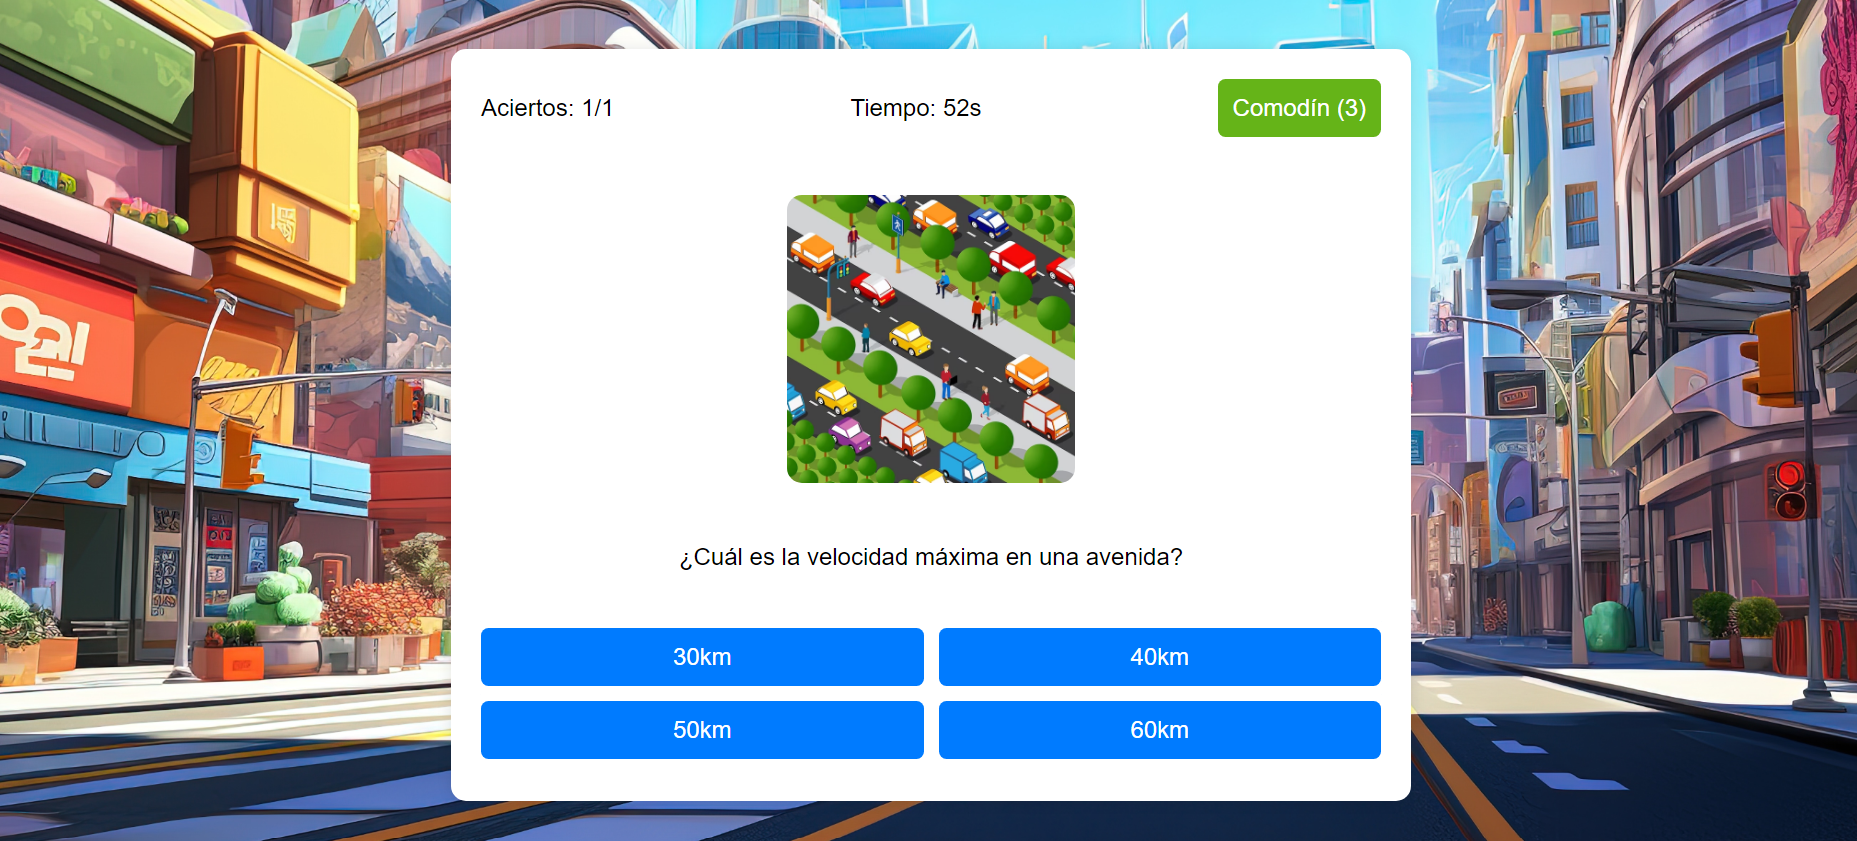 Aciertos: 1/1
Tiempo: 52s
Comodín (3)
¿Cuál es la velocidad máxima en una avenida?
30km
40km
50km
60km